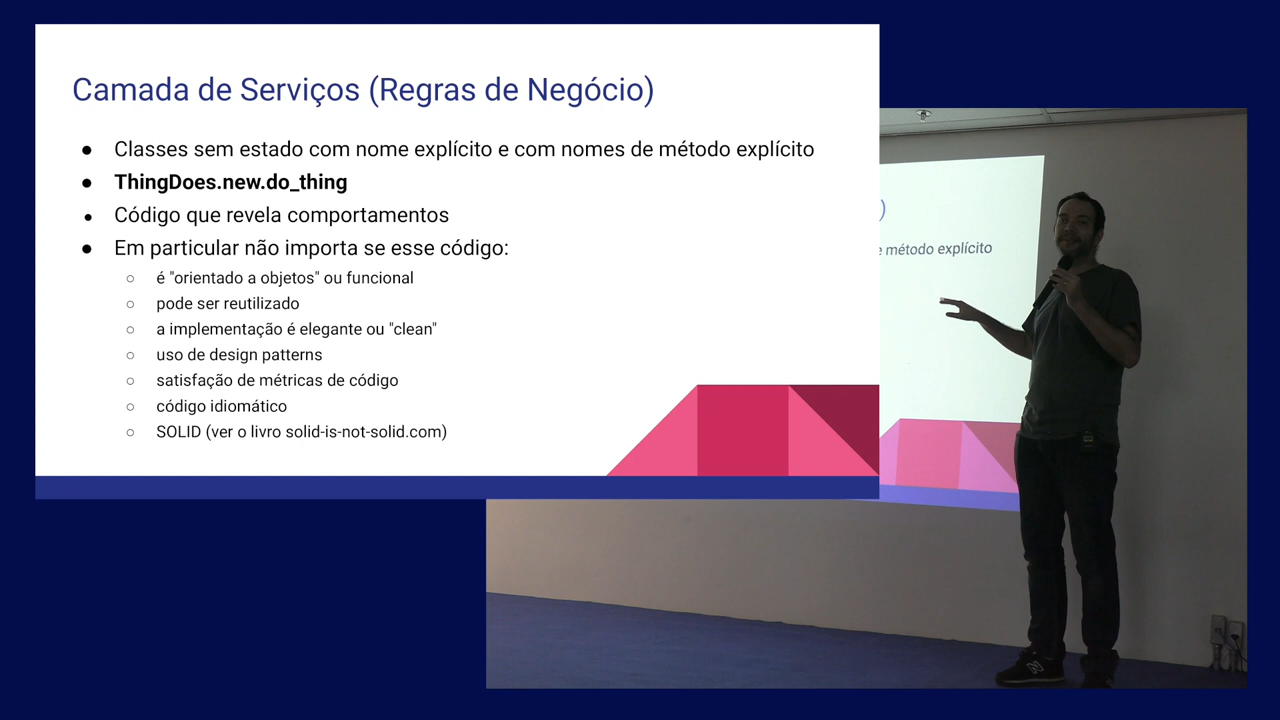 Camada de Serviços (Regras de Negócio)
● Classes sem estado com nome explícito e com nomes de método explícito
● ThingDoes.new.do_thing
● Código que revela comportamentos
● Em particular não importa se esse código:
○ é "orientado a objetos" ou funcional
○ pode ser reutilizado
○ a implementação é elegante ou "clean"
○ uso de design patterns
○ satisfação de métricas de código
○ código idiomático
○ SOLID (ver o livro solid-is-not-solid.com)
)
e método explícito